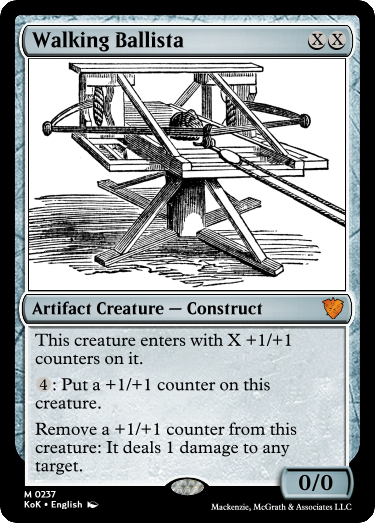 Walking Ballista XX
Artifact Creature — Construct
This creature enters with X +1/+1
counters on it.
4: Put a +1/+1 counter on this
creature.
Remove a +1/+1 counter from this
creature: It deals 1 damage to any
target.
0/0
M 0237
KoK • English
Mackenzie, McGrath & Associates LLC